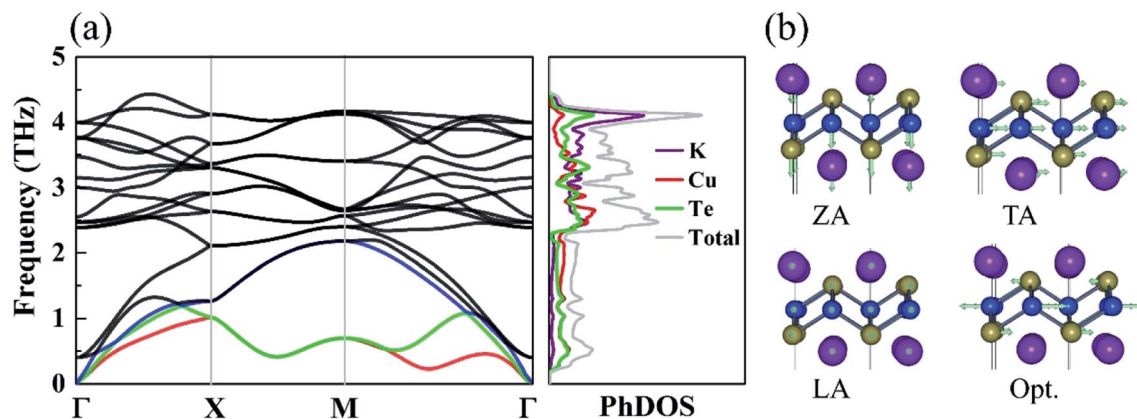 (a)
(b)
5
4
3
2
1
0
Frequency (THz)
Γ X M Γ
K
Cu
Te
Total
PhDOS
ZA TA
LA Opt.